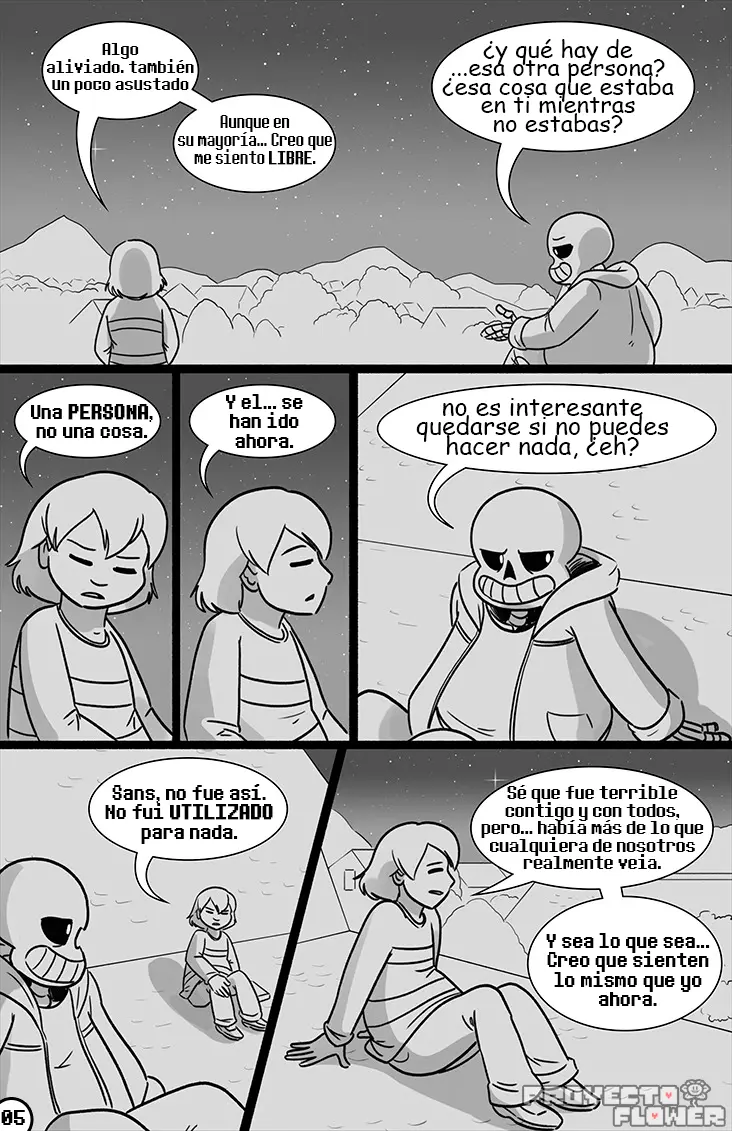 Algo
aliviado. también
un poco asustado
Aunque en
su mayoría... Creo que
me siento LIBRE.
¿y qué hay de
...esa otra persona?
¿esa cosa que estaba
en ti mientras
no estabas?
Una PERSONA,
no una cosa.
Y el... se
han ido
ahora.
no es interesante
quedarse si no puedes
hacer nada, ¿eh?
Sans, no fue así.
No fui UTILIZADO
para nada.
Sé que fue terrible
contigo y con todos,
pero... había más de lo que
cualquiera de nosotros
realmente veia.
Y sea lo que sea...
Creo que sienten
lo mismo que yo
ahora.
05
PROYECTO
FLOWER